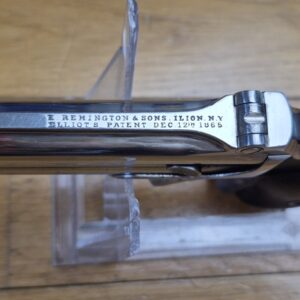 E REMINGTON & SONS, ILION, N.Y
ELLIOT'S PATENT DEC 12TH 1865